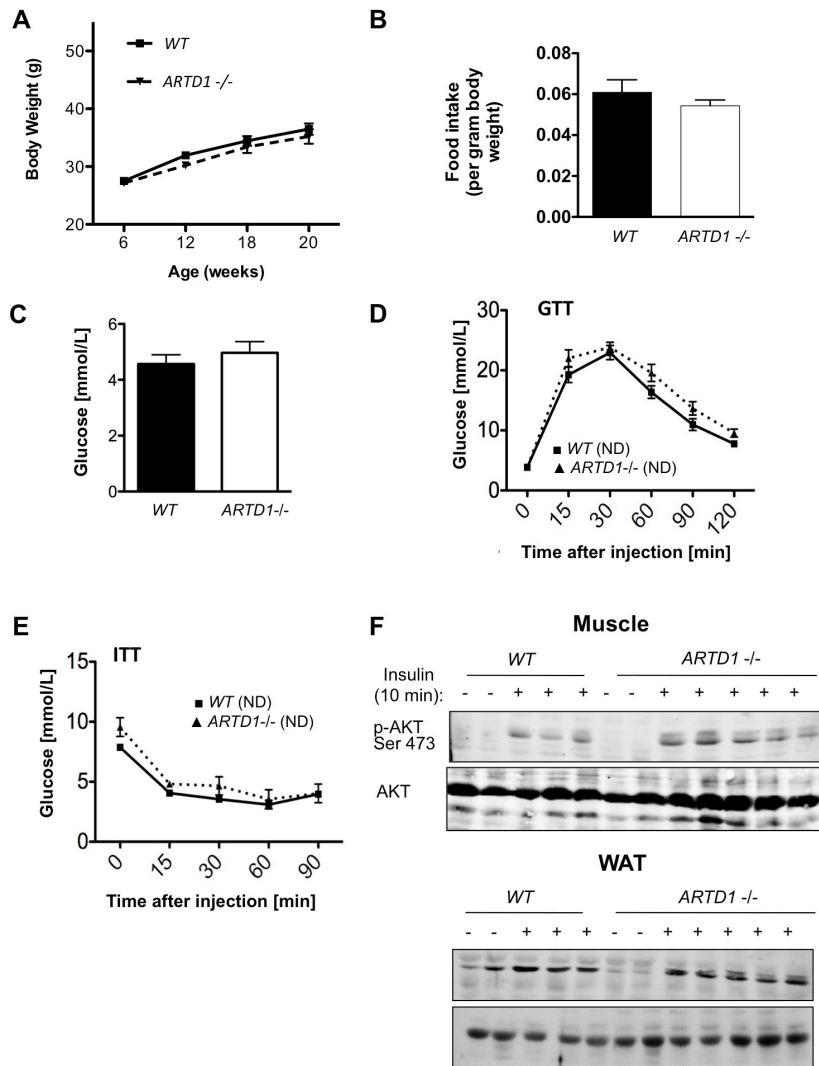 A
Body Weight (g)
50
40
30
20
WT
ARTD1 -/-
6 12 18 20
Age (weeks)
B
Food intake
(per gram body
weight)
0.08
0.06
0.04
0.02
0.00
WT ARTD1 -/-
C
Glucose [mmol/L]
6
4
2
0
WT ARTD1-/-
D
GTT
Glucose [mmol/L]
30
20
10
0
WT (ND)
ARTD1-/- (ND)
0 15 30 60 90 120
Time after injection [min]
E
ITT
Glucose [mmol/L]
15
10
5
0
WT (ND)
ARTD1-/- (ND)
0 15 30 60 90
Time after injection [min]
F
Muscle
WT ARTD1 -/-
Insulin
(10 min): - - + + + - - + + + + +
p-AKT
Ser 473
AKT
WAT
WT ARTD1 -/-
- - + + + - - + + + + +